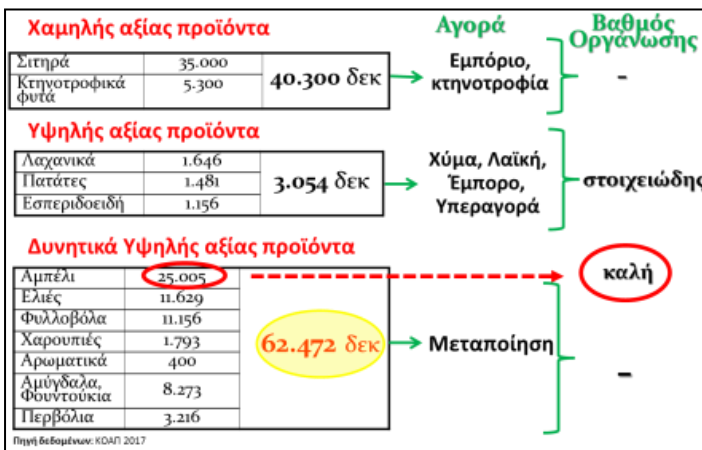 Χαμηλής αξίας προϊόντα
Αγορά
Βαθμός
Οργάνωσης
Σιτηρά 35.000
Κτηνοτροφικά
φυτά 5.300
40.300 δεκ
Εμπόριο,
κτηνοτροφία
-
Υψηλής αξίας προϊόντα
Λαχανικά 1.646
Πατάτες 1.481
Εσπεριδοειδή 1.156
3.054 δεκ
Χύμα, Λαϊκή,
Έμπορο,
Υπεραγορά
στοιχειώδης
Δυνητικά Υψηλής αξίας προϊόντα
Αμπέλι 25.005
καλή
Ελιές 11.629
Φυλλοβόλα 11.156
Χαρουπιές 1.793
Αρωματικά 400
Αμύγδαλα,
Φουντούκια 8.273
Περβόλια 3.216
62.472 δεκ
Μεταποίηση
-
Πηγή δεδομένων: ΚΟΑΠ 2017